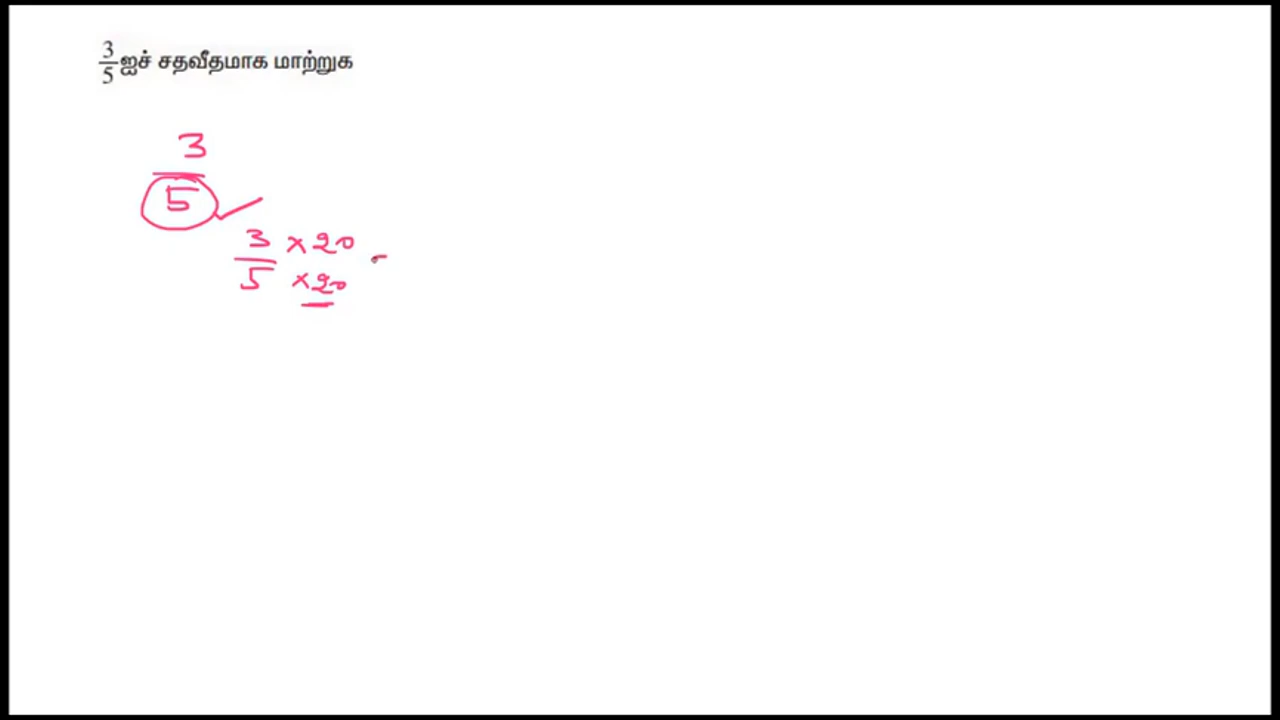 3/5 ஐச் சதவீதமாக மாற்றுக
3
5
3 × 20 =
5 × 20